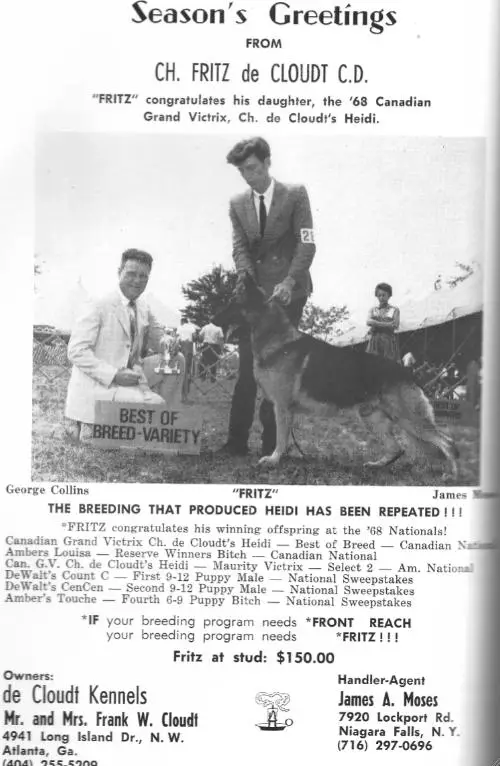 Season's Greetings
FROM
CH. FRITZ de CLOUDT C.D.
"FRITZ" congratulates his daughter, the '68 Canadian
Grand Victrix, Ch. de Cloudt's Heidi.
28
BEST OF
BREED-VARIETY
George Collins "FRITZ" James
THE BREEDING THAT PRODUCED HEIDI HAS BEEN REPEATED!!!
*FRITZ congratulates his winning offspring at the '68 Nationals!
Canadian Grand Victrix Ch. de Cloudt's Heidi — Best of Breed — Canadian National
Ambers Louisa — Reserve Winners Bitch — Canadian National
Can. G.V. Ch. de Cloudt's Heidi — Maurity Victrix — Select 2 — Am. National
DeWalt's Count C — First 9-12 Puppy Male — National Sweepstakes
DeWalt's CenCen — Second 9-12 Puppy Male — National Sweepstakes
Amber's Touche — Fourth 6-9 Puppy Bitch — National Sweepstakes
*IF your breeding program needs *FRONT REACH
your breeding program needs *FRITZ!!!
Fritz at stud: $150.00
Owners:
de Cloudt Kennels
Mr. and Mrs. Frank W. Cloudt
4941 Long Island Dr., N. W.
Atlanta, Ga.
(404) 255-5209
Handler-Agent
James A. Moses
7920 Lockport Rd.
Niagara Falls, N. Y.
(716) 297-0696